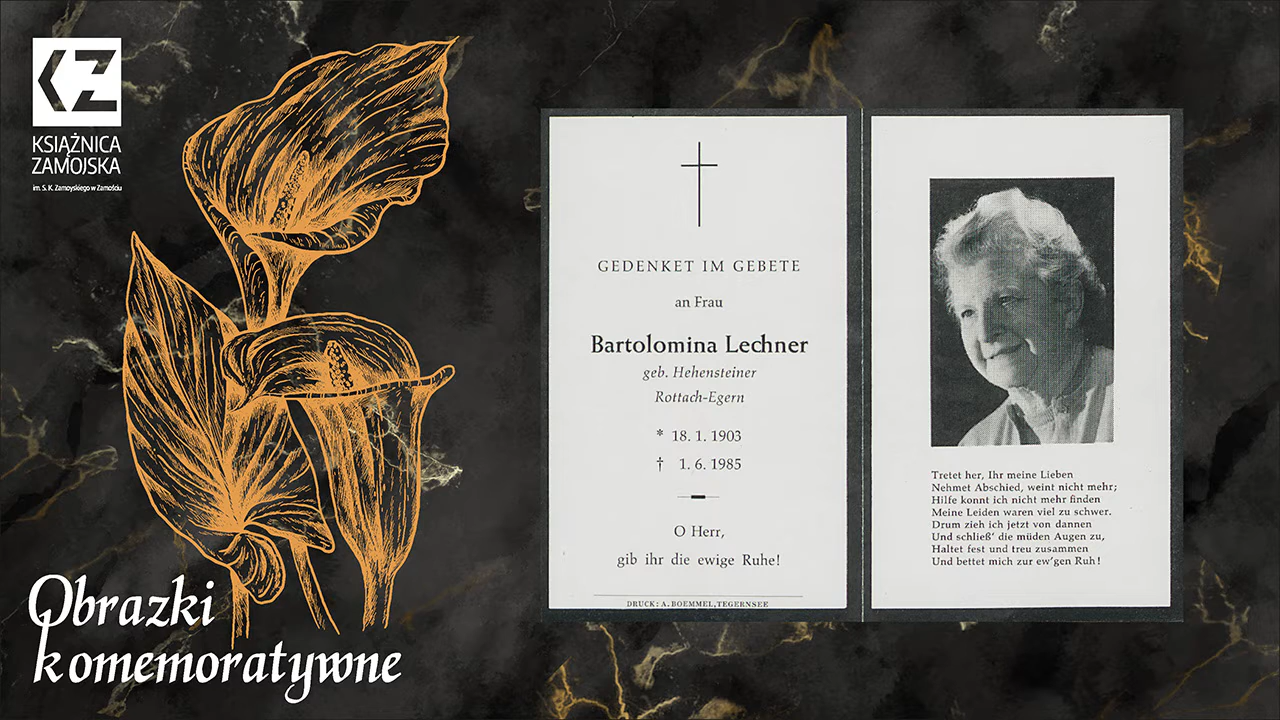 KZ
KSIĄŻNICA
ZAMOJSKA
im. S. K. Zamoyskiego w Zamościu
Obrazki
komemoratywne
GEDENKET IM GEBETE
an Frau
Bartolomina Lechner
geb. Hehensteiner
Rottach-Egern
* 18. 1. 1903
† 1. 6. 1985
O Herr,
gib ihr die ewige Ruhe!
DRUCK: A. BOEMMEL, TEGERNSEE
Tretet her, Ihr meine Lieben
Nehmet Abschied, weint nicht mehr;
Hilfe konnt ich nicht mehr finden
Meine Leiden waren viel zu schwer.
Drum zieh ich jetzt von dannen
Und schließ' die müden Augen zu,
Haltet fest und treu zusammen
Und bettet mich zur ew'gen Ruh!